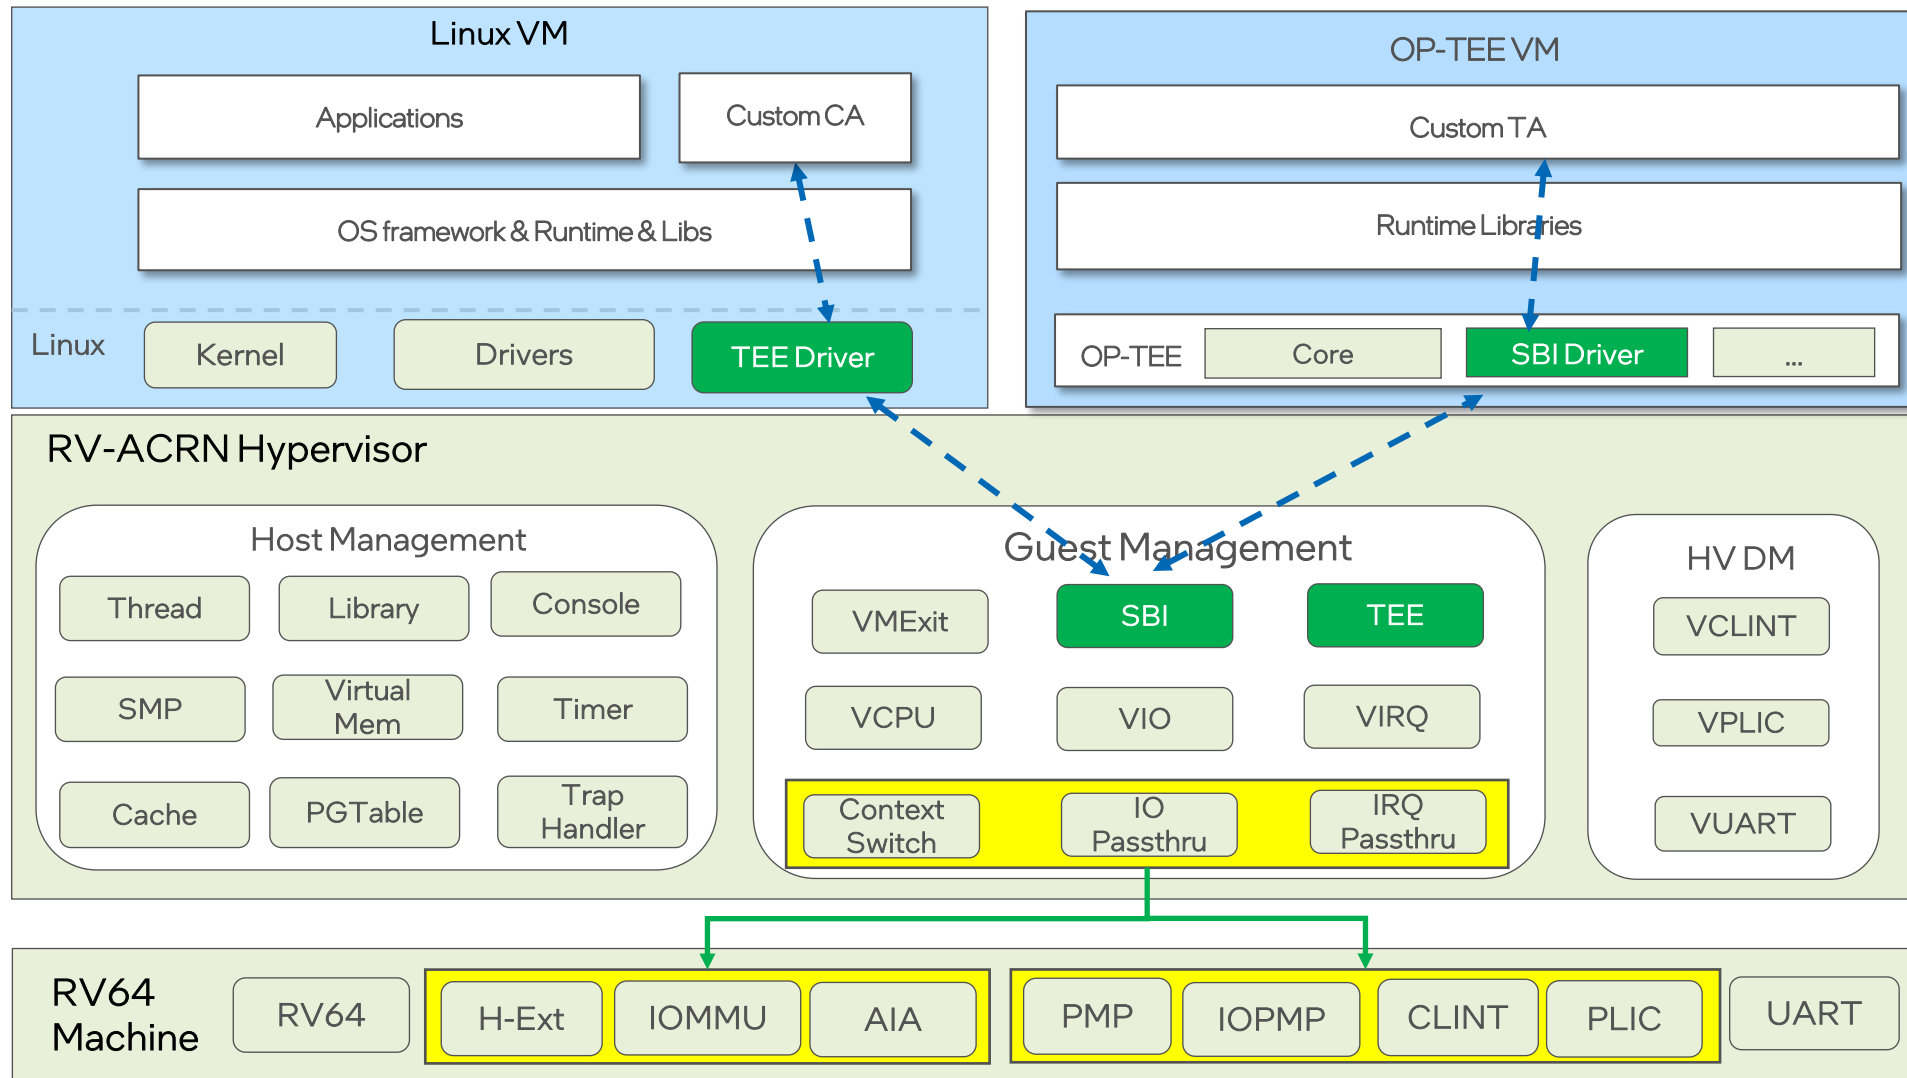 Linux VM
Applications
Custom CA
OS framework & Runtime & Libs
Linux
Kernel
Drivers
TEE Driver
OP-TEE VM
Custom TA
Runtime Libraries
OP-TEE
Core
SBI Driver
...
RV-ACRN Hypervisor
Host Management
Thread
Library
Console
SMP
Virtual
Mem
Timer
Cache
PGTable
Trap
Handler
Guest Management
VMExit
SBI
TEE
VCPU
VIO
VIRQ
Context
Switch
IO
Passthru
IRQ
Passthru
HV DM
VCLINT
VPLIC
VUART
RV64
Machine
RV64
H-Ext
IOMMU
AIA
PMP
IOPMP
CLINT
PLIC
UART